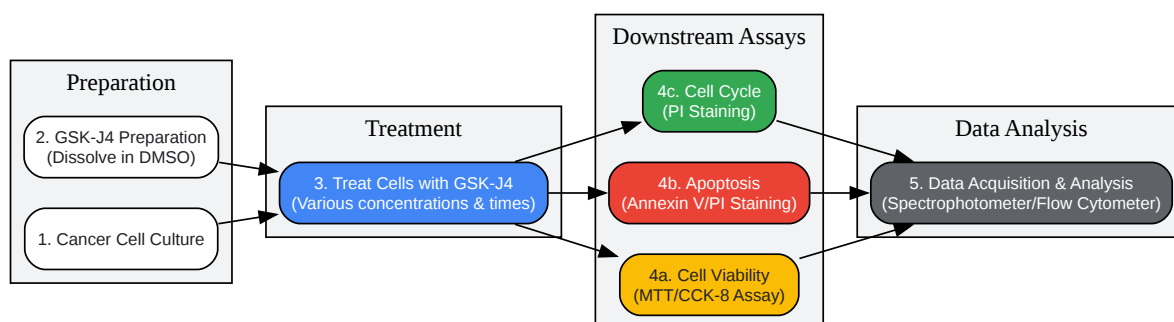 Preparation
2. GSK-J4 Preparation
(Dissolve in DMSO)
1. Cancer Cell Culture
Treatment
3. Treat Cells with GSK-J4
(Various concentrations & times)
Downstream Assays
4c. Cell Cycle
(PI Staining)
4b. Apoptosis
(Annexin V/PI Staining)
4a. Cell Viability
(MTT/CCK-8 Assay)
Data Analysis
5. Data Acquisition & Analysis
(Spectrophotometer/Flow Cytometer)